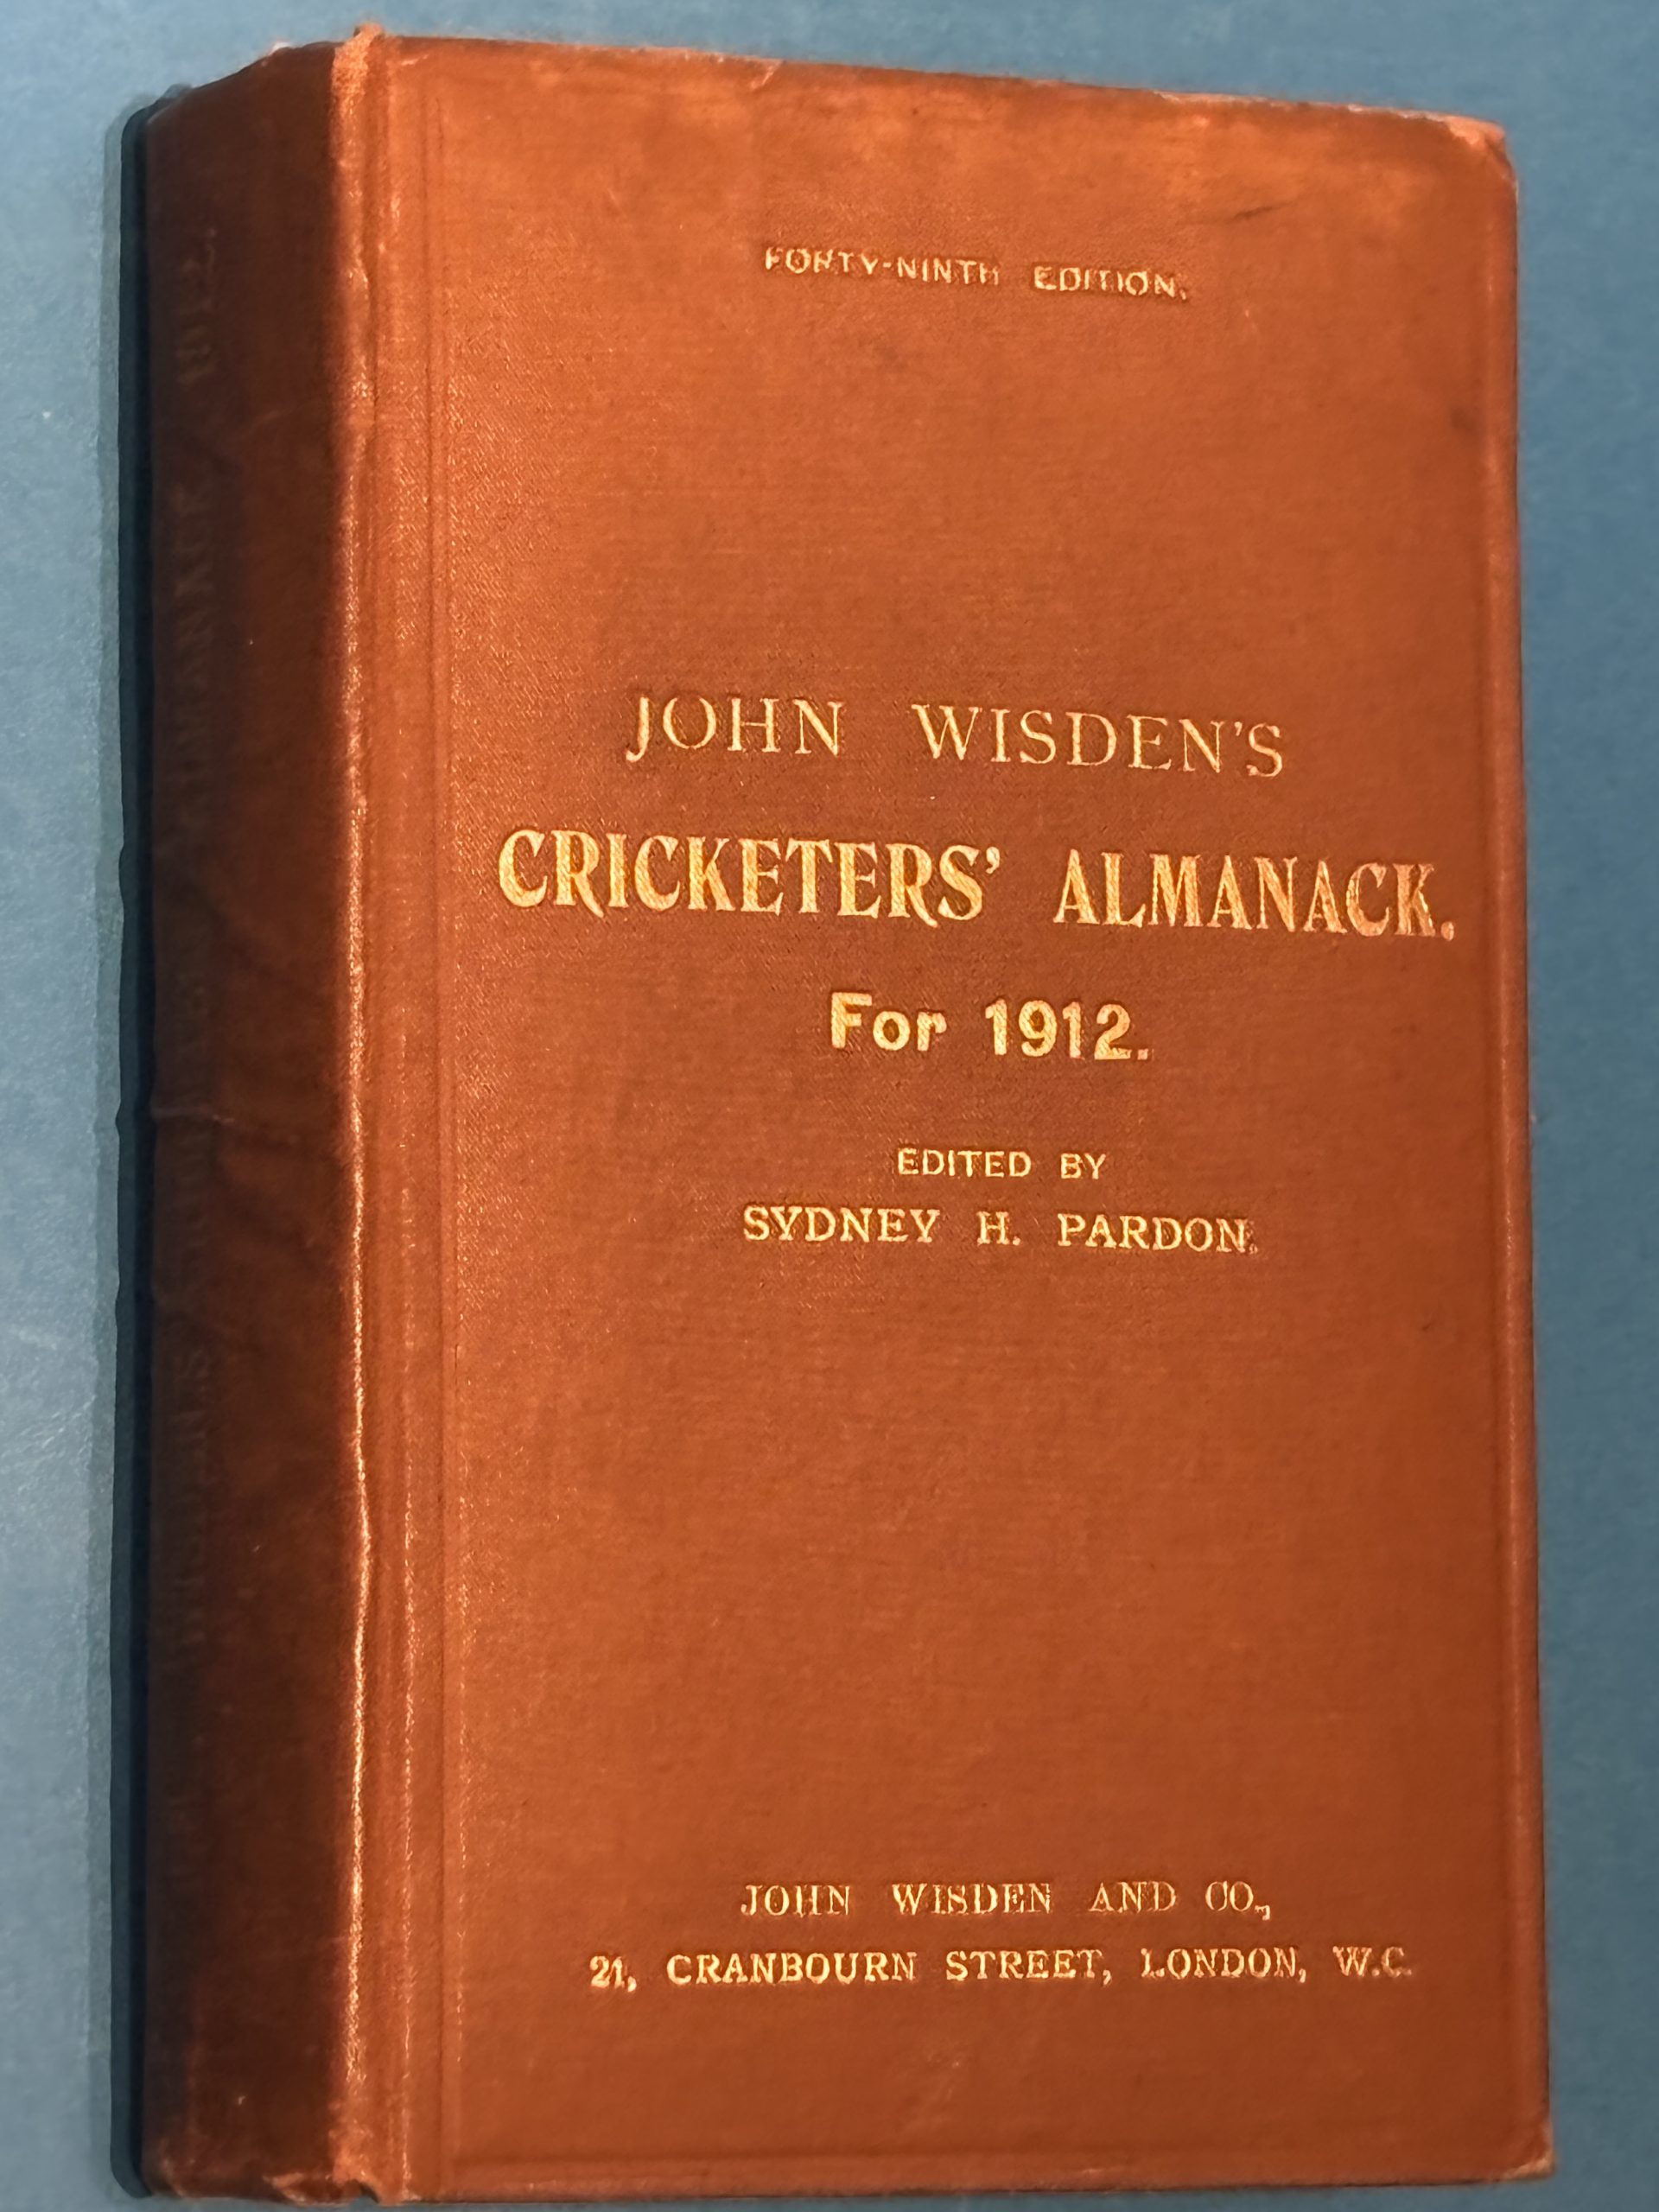 FORTY-NINTH EDITION.
JOHN WISDEN'S
CRICKETERS' ALMANACK.
For 1912.
EDITED BY
SYDNEY H. PARDON.
JOHN WISDEN AND CO.,
21, CRANBOURN STREET, LONDON, W.C.